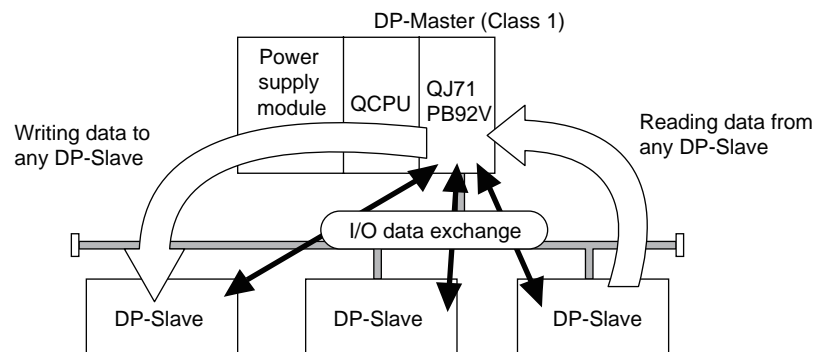 DP-Master (Class 1)
Power
supply
module
QCPU
QJ71
PB92V
Writing data to
any DP-Slave
Reading data from
any DP-Slave
I/O data exchange
DP-Slave
DP-Slave
DP-Slave